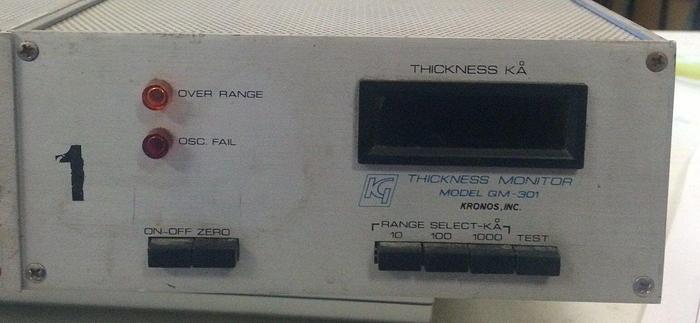 THICKNESS KÅ
OVER RANGE
OSC. FAIL
1
KI
THICKNESS MONITOR
MODEL QM-301
KRONOS, INC.
ON-OFF ZERO
RANGE SELECT-KÅ
10 100 1000 TEST